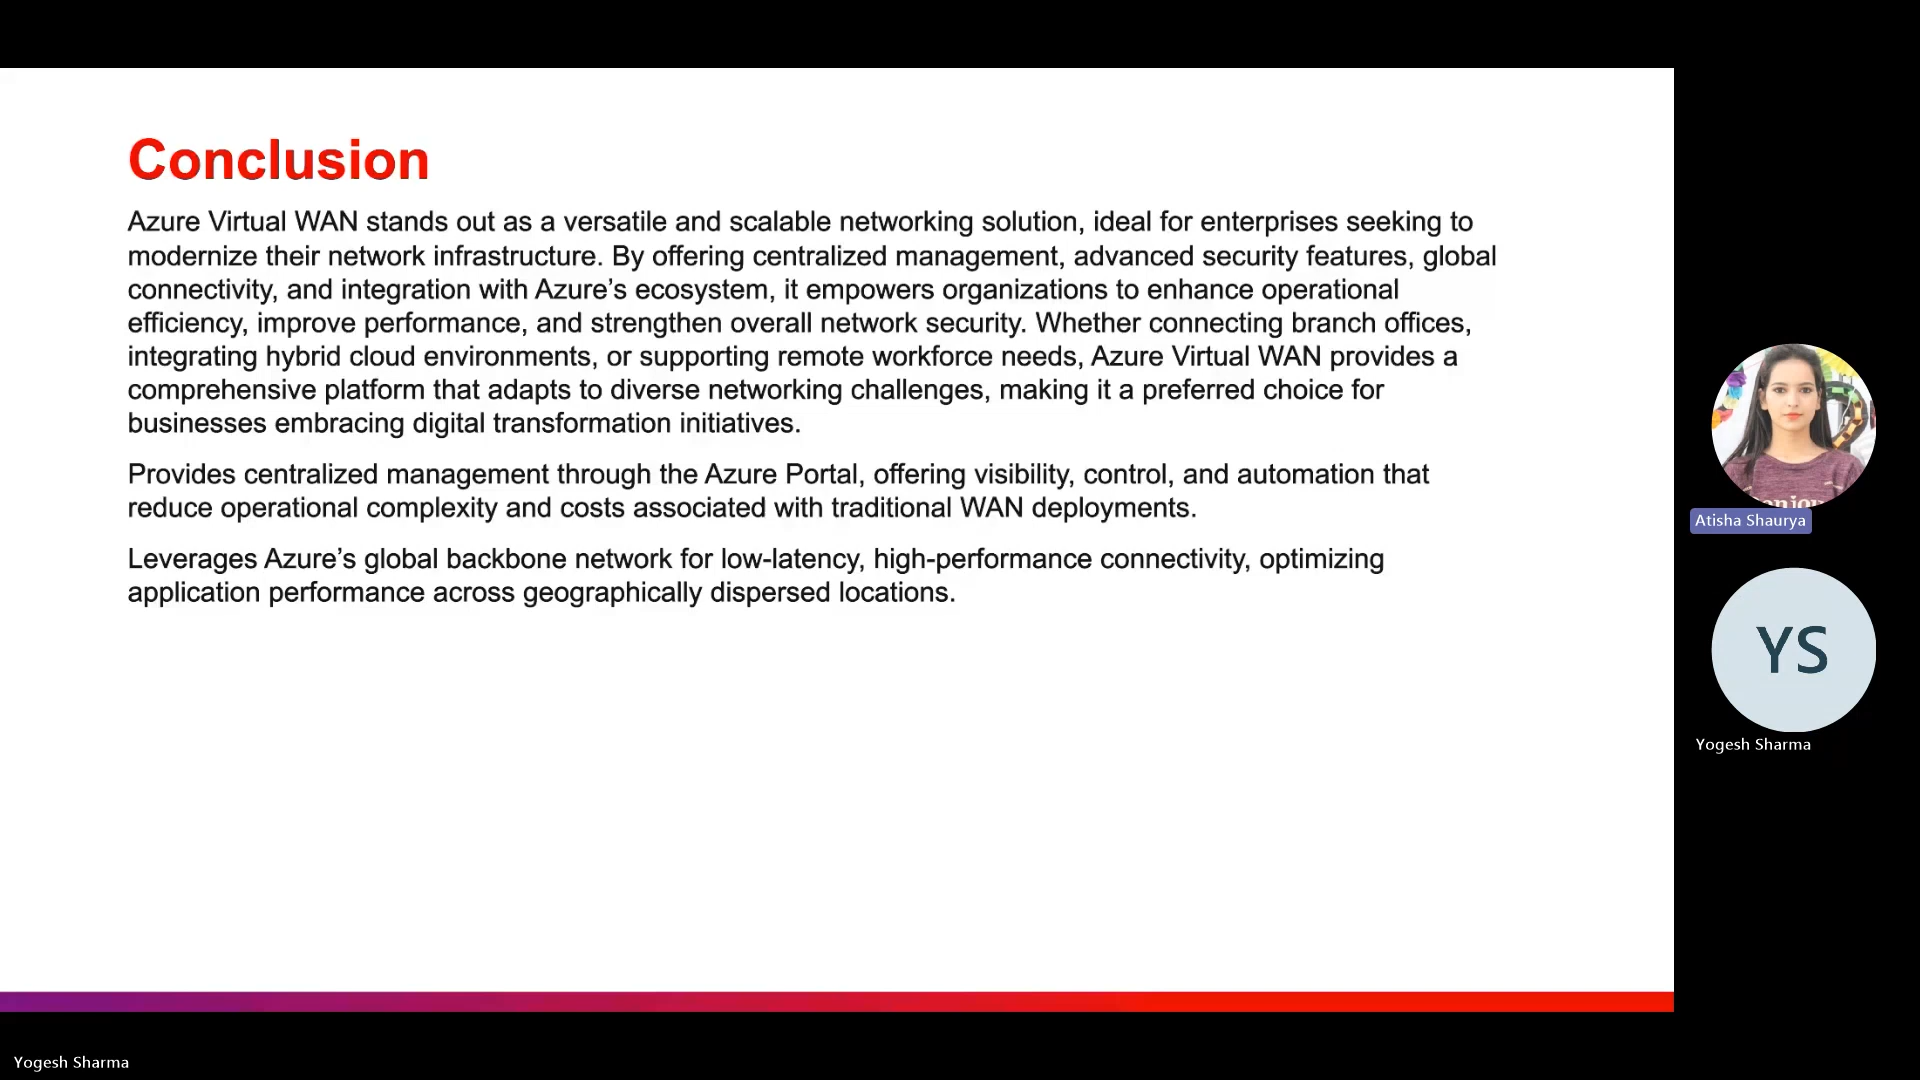 Conclusion
Azure Virtual WAN stands out as a versatile and scalable networking solution, ideal for enterprises seeking to
modernize their network infrastructure. By offering centralized management, advanced security features, global
connectivity, and integration with Azure’s ecosystem, it empowers organizations to enhance operational
efficiency, improve performance, and strengthen overall network security. Whether connecting branch offices,
integrating hybrid cloud environments, or supporting remote workforce needs, Azure Virtual WAN provides a
comprehensive platform that adapts to diverse networking challenges, making it a preferred choice for
businesses embracing digital transformation initiatives.
Provides centralized management through the Azure Portal, offering visibility, control, and automation that
reduce operational complexity and costs associated with traditional WAN deployments.
Leverages Azure’s global backbone network for low-latency, high-performance connectivity, optimizing
application performance across geographically dispersed locations.
Atisha Shaurya
YS
Yogesh Sharma
Yogesh Sharma